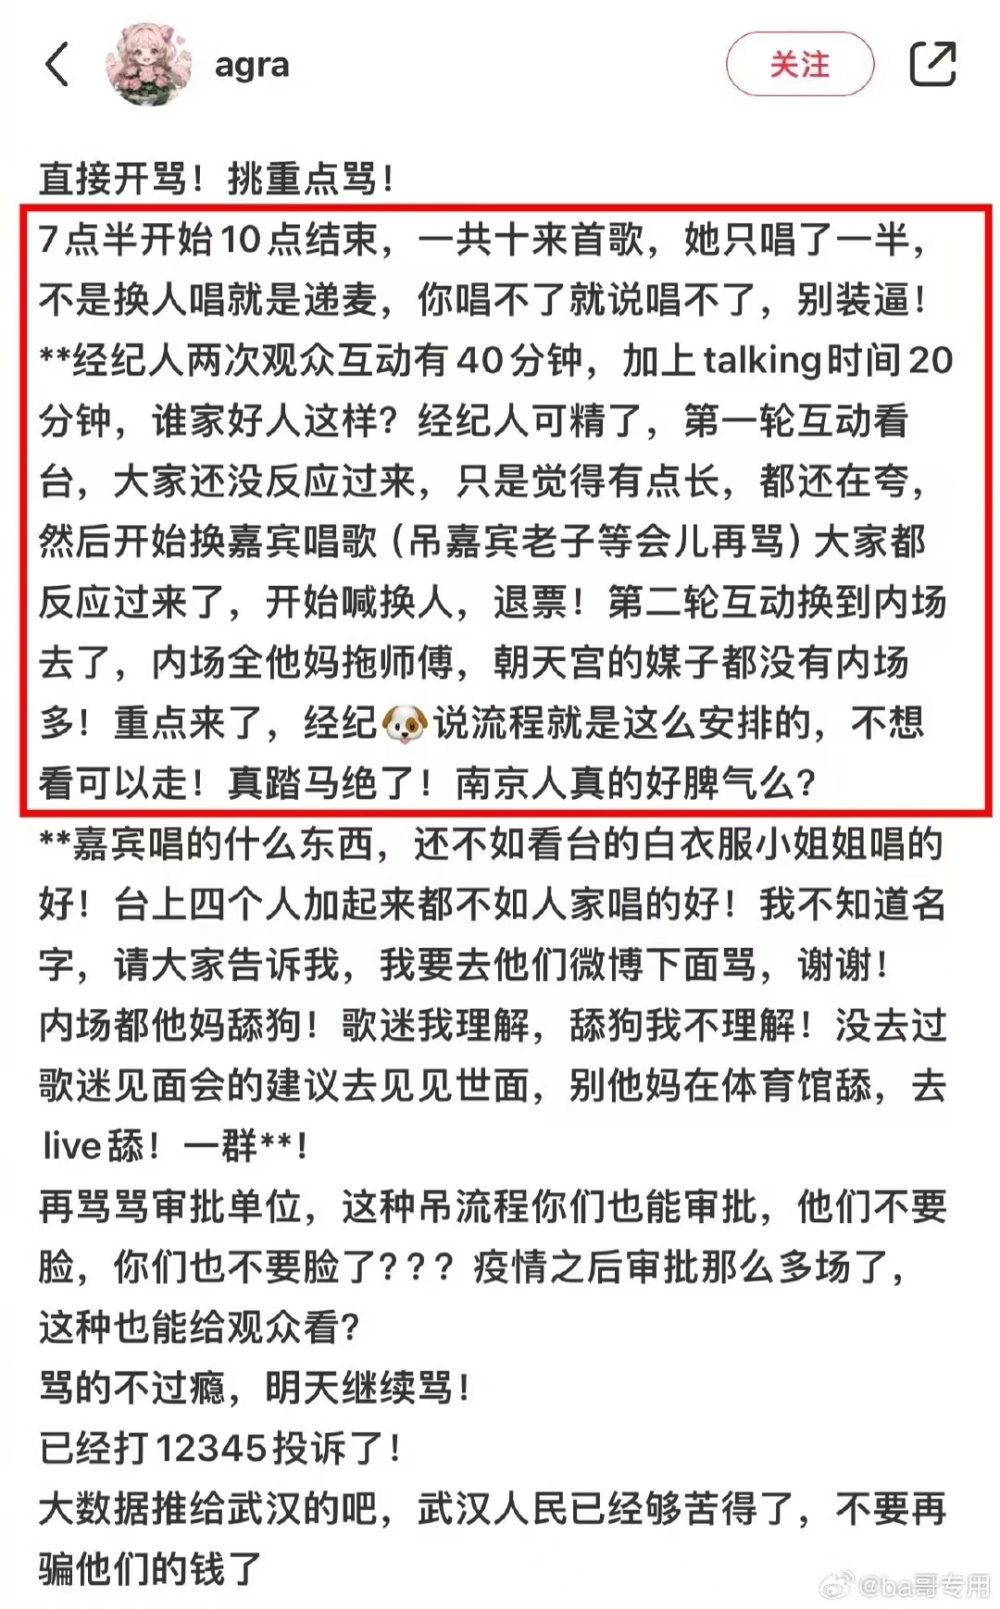 agra
关注
直接开骂！挑重点骂！
7点半开始10点结束，一共十来首歌，她只唱了一半，
不是换人唱就是递麦，你唱不了就说唱不了，别装逼！
**经纪人两次观众互动有40分钟，加上talking时间20
分钟，谁家好人这样？经纪人可精了，第一轮互动看
台，大家还没反应过来，只是觉得有点长，都还在夸，
然后开始换嘉宾唱歌（吊嘉宾老子等会儿再骂）大家都
反应过来了，开始喊换人，退票！第二轮互动换到内场
去了，内场全他妈拖师傅，朝天宫的媒子都没有内场
多！重点来了，经纪🐶说流程就是这么安排的，不想
看可以走！真踏马绝了！南京人真的好脾气么？
**嘉宾唱的什么东西，还不如看台的白衣服小姐姐唱的
好！台上四个人加起来都不如人家唱的好！我不知道名
字，请大家告诉我，我要去他们微博下面骂，谢谢！
内场都他妈舔狗！歌迷我理解，舔狗我不理解！没去过
歌迷见面会的建议去见见世面，别他妈在体育馆舔，去
live舔！一群**！
再骂骂审批单位，这种吊流程你们也能审批，他们不要
脸，你们也不要脸了？？？疫情之后审批那么多场了，
这种也能给观众看？
骂的不过瘾，明天继续骂！
已经打12345投诉了！
大数据推给武汉的吧，武汉人民已经够苦得了，不要再
骗他们的钱了
@ba哥专用